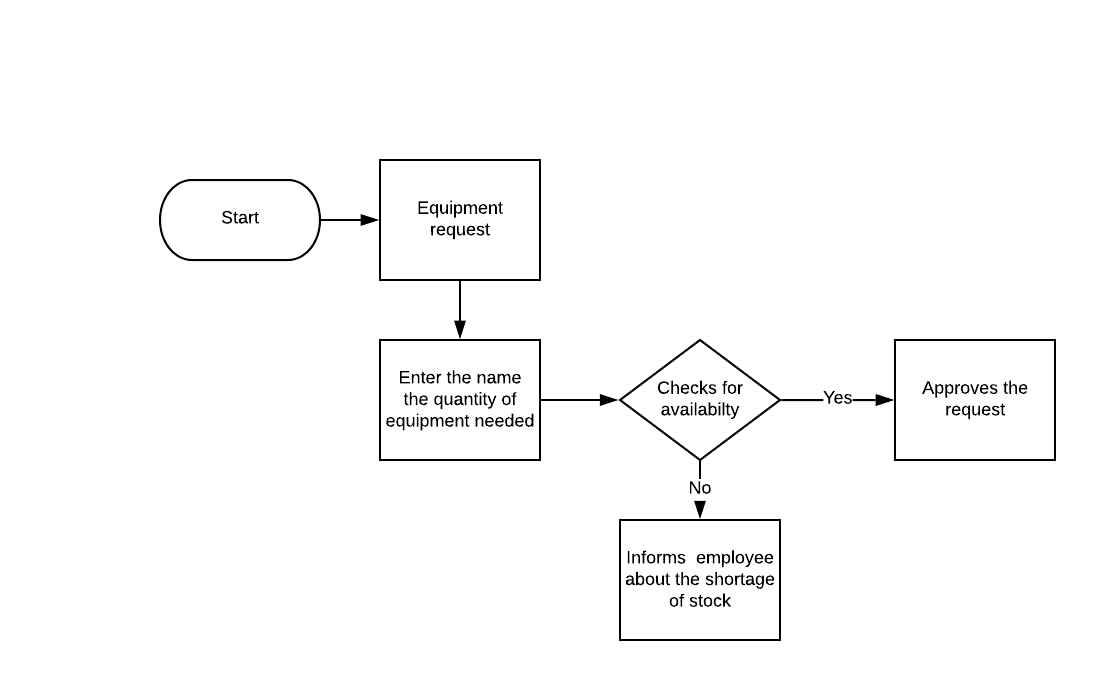 Start
Equipment
request
Enter the name
the quantity of
equipment needed
Checks for
availabilty
Yes
Approves the
request
No
Informs  employee
about the shortage
of stock